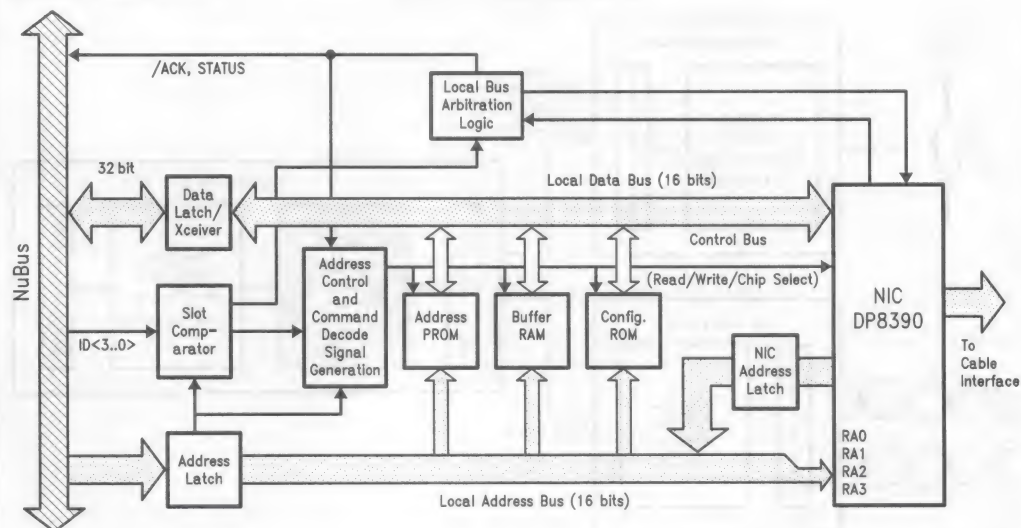 /ACK, STATUS
Local Bus
Arbitration
Logic
32 bit
Data
Latch/
Xceiver
Local Data Bus (16 bits)
Control Bus
(Read/Write/Chip Select)
NuBus
Address
Control
and
Command
Decode
Signal
Generation
Slot
Comp-
arator
ID<3..0>
Address
PROM
Buffer
RAM
Config.
ROM
NIC
Address
Latch
NIC
DP8390
To
Cable
Interface
RA0
RA1
RA2
RA3
Address
Latch
Local Address Bus (16 bits)